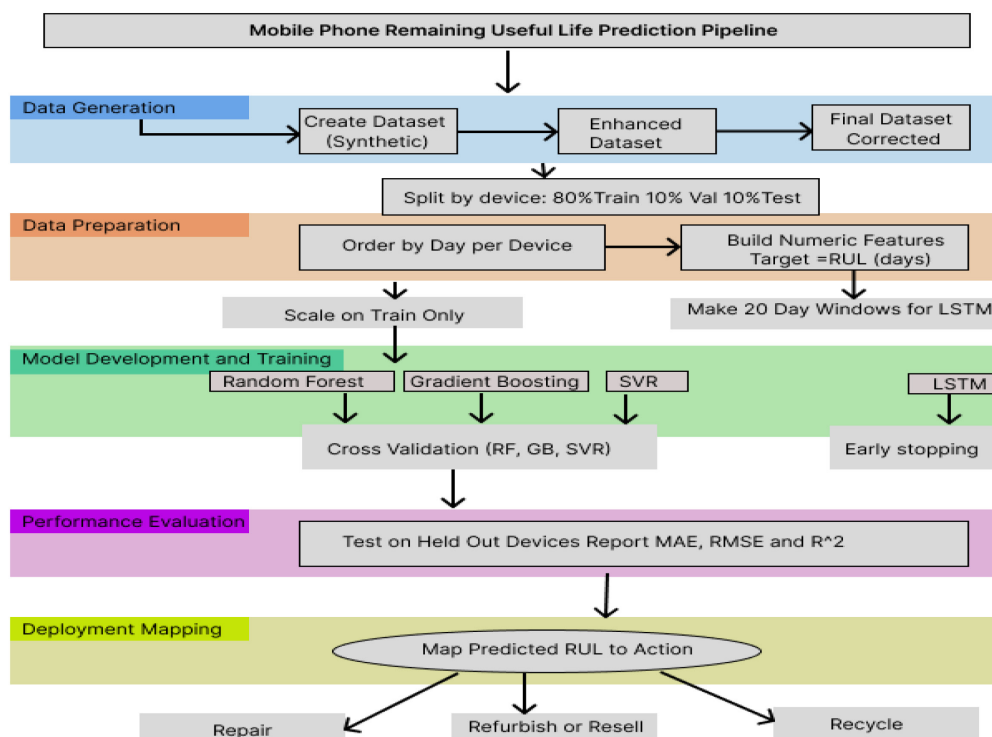 Mobile Phone Remaining Useful Life Prediction Pipeline
Data Generation
Create Dataset
(Synthetic)
Enhanced
Dataset
Final Dataset
Corrected
Split by device: 80%Train 10% Val 10%Test
Data Preparation
Order by Day per Device
Build Numeric Features
Target =RUL (days)
Scale on Train Only
Make 20 Day Windows for LSTM
Model Development and Training
Random Forest
Gradient Boosting
SVR
LSTM
Cross Validation (RF, GB, SVR)
Early stopping
Performance Evaluation
Test on Held Out Devices Report MAE, RMSE and R^2
Deployment Mapping
Map Predicted RUL to Action
Repair
Refurbish or Resell
Recycle